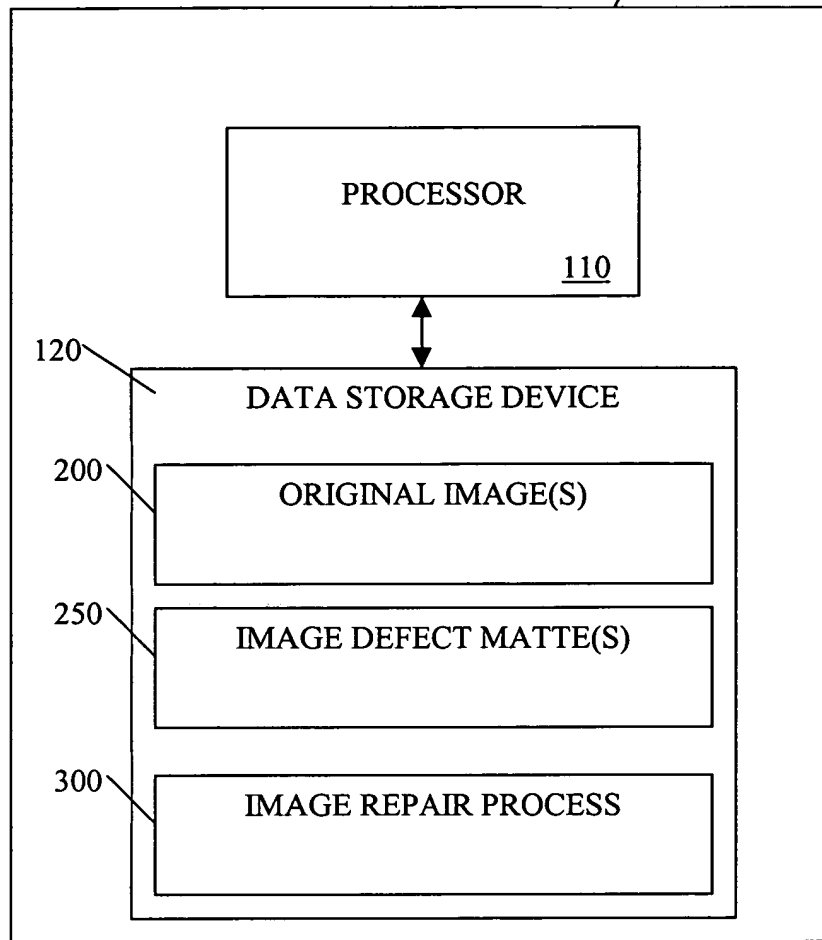 PROCESSOR
110
120
DATA STORAGE DEVICE
200
ORIGINAL IMAGE(S)
250
IMAGE DEFECT MATTE(S)
300
IMAGE REPAIR PROCESS